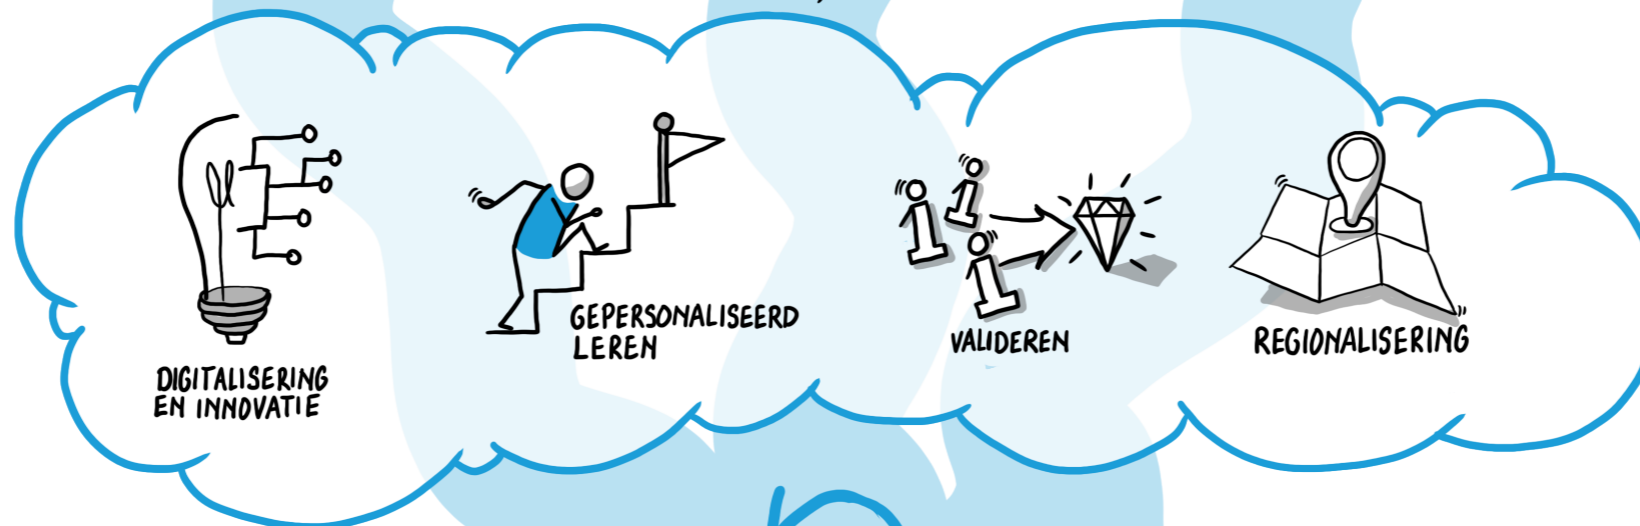 DIGITALISERING
EN INNOVATIE
GEPERSONALISEERD
LEREN
VALIDEREN
REGIONALISERING